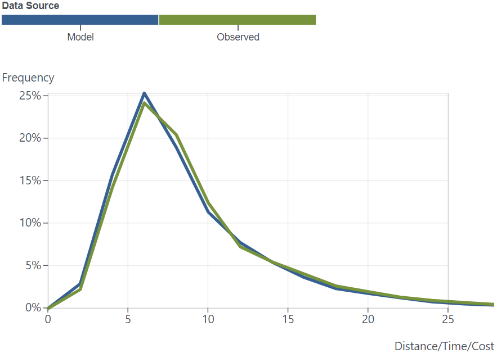 Data Source
Model Observed
Frequency
25%
20%
15%
10%
5%
0%
0 5 10 15 20 25
Distance/Time/Cost